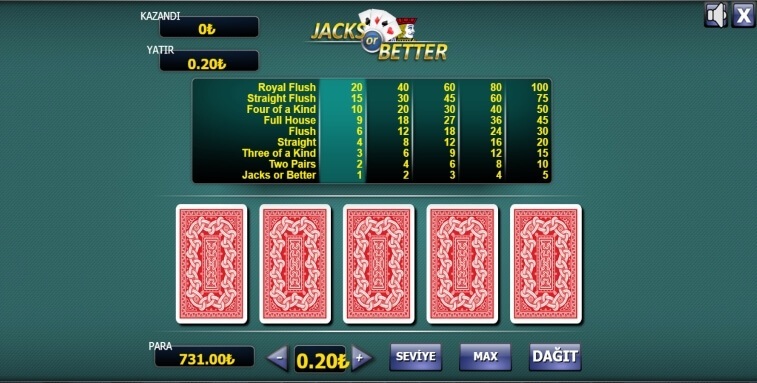 KAZANDI
0₺
YATIR
0.20₺
JACKS or BETTER
X
Royal Flush 20 40 60 80 100
Straight Flush 15 30 45 60 75
Four of a Kind 10 20 30 40 50
Full House 9 18 27 36 45
Flush 6 12 18 24 30
Straight 4 8 12 16 20
Three of a Kind 3 6 9 12 15
Two Pairs 2 4 6 8 10
Jacks or Better 1 2 3 4 5
PARA
731.00₺ - 0.20₺ + SEVİYE MAX DAĞIT